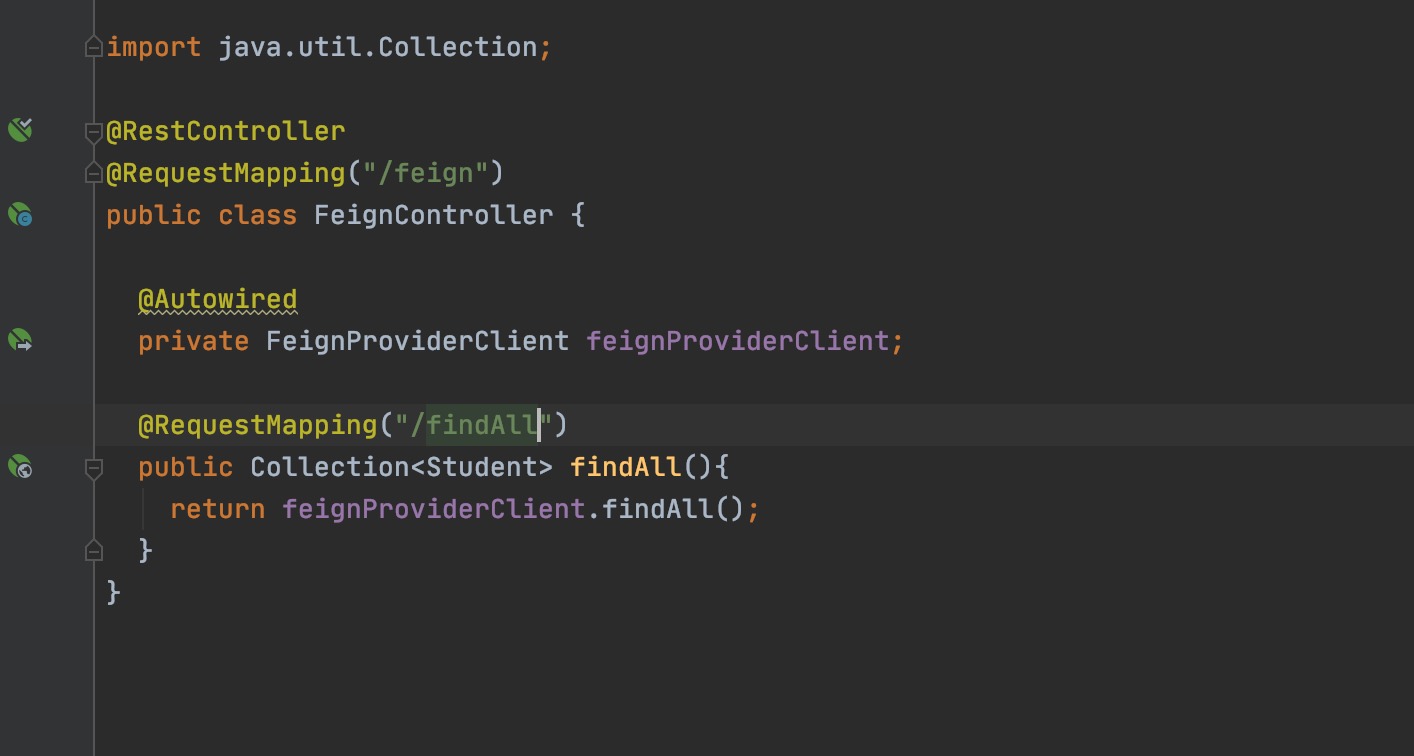 import java.util.Collection;
@RestController
@RequestMapping("/feign")
public class FeignController {
@Autowired
private FeignProviderClient feignProviderClient;
@RequestMapping("/findAll")
public Collection<Student> findAll(){
return feignProviderClient.findAll();
}
}